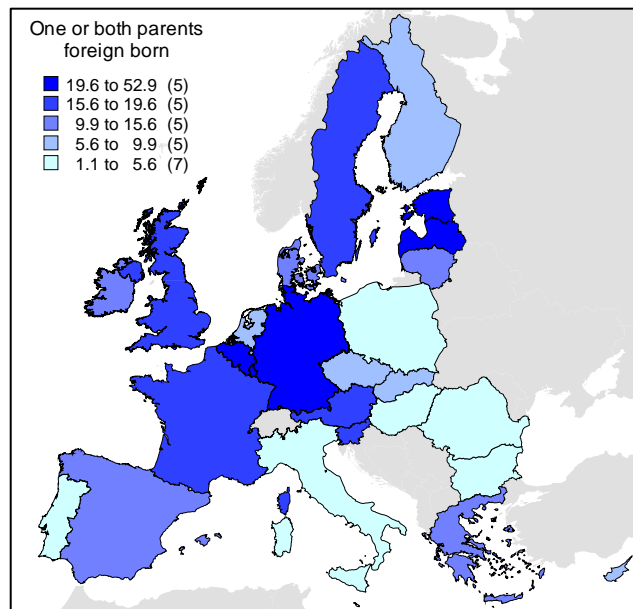 One or both parents
foreign born
19.6 to 52.9 (5)
15.6 to 19.6 (5)
9.9 to 15.6 (5)
5.6 to 9.9 (5)
1.1 to 5.6 (7)